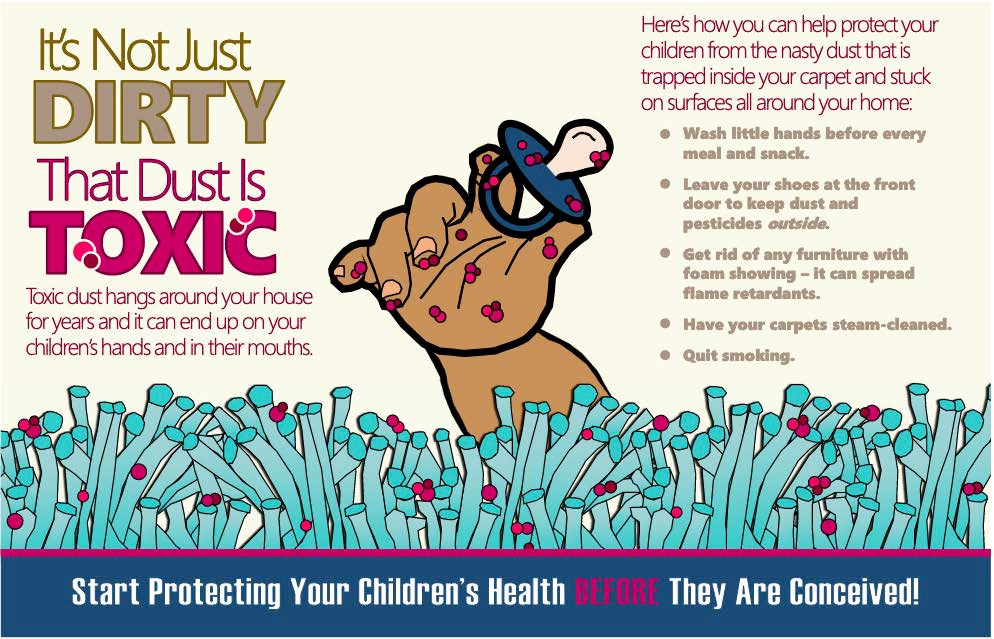 It's Not Just
DIRTY
That Dust Is
TOXIC
Toxic dust hangs around your house
for years and it can end up on your
children's hands and in their mouths.
Here's how you can help protect your
children from the nasty dust that is
trapped inside your carpet and stuck
on surfaces all around your home:
● Wash little hands before every
meal and snack.
● Leave your shoes at the front
door to keep dust and
pesticides outside.
● Get rid of any furniture with
foam showing – it can spread
flame retardants.
● Have your carpets steam-cleaned.
● Quit smoking.
Start Protecting Your Children's Health BEFORE They Are Conceived!